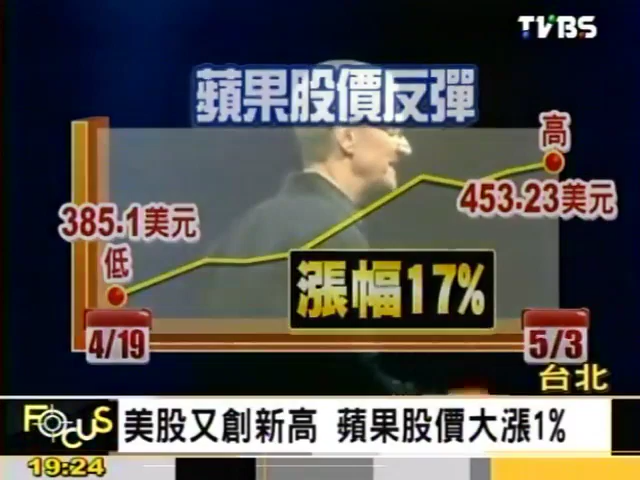 TVBS
蘋果股價反彈
高
453.23美元
385.1美元
低
漲幅17%
4/19
5/3
台北
FOCUS
美股又創新高 蘋果股價大漲1%
19:24